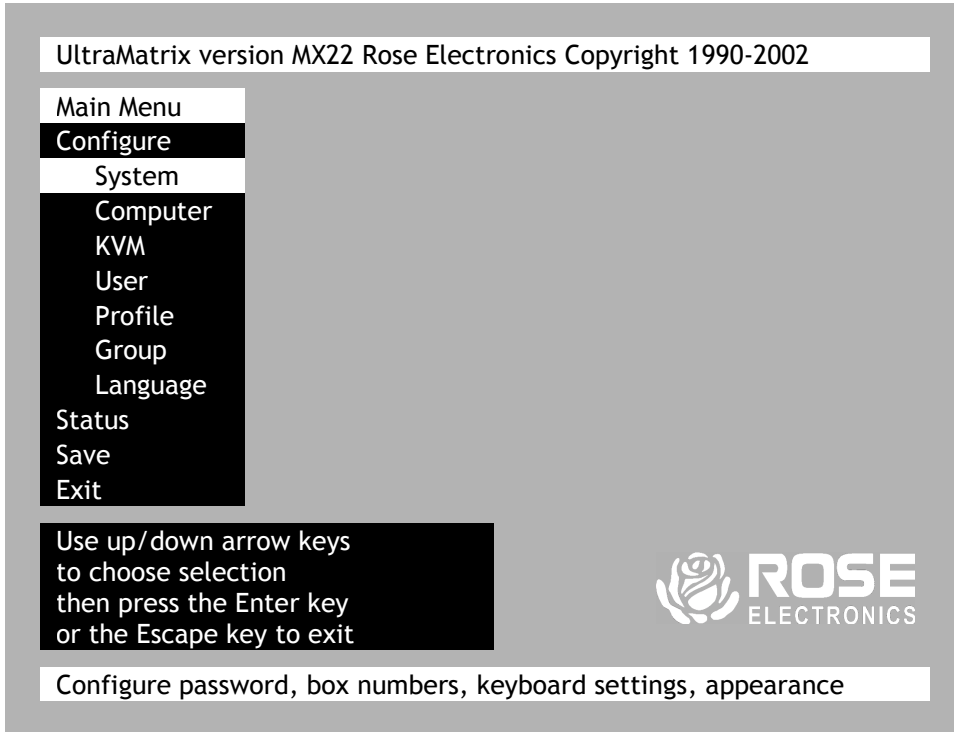 UltraMatrix version MX22 Rose Electronics Copyright 1990-2002
Main Menu
Configure
System
Computer
KVM
User
Profile
Group
Language
Status
Save
Exit
Use up/down arrow keys
to choose selection
then press the Enter key
or the Escape key to exit
ROSE
ELECTRONICS
Configure password, box numbers, keyboard settings, appearance